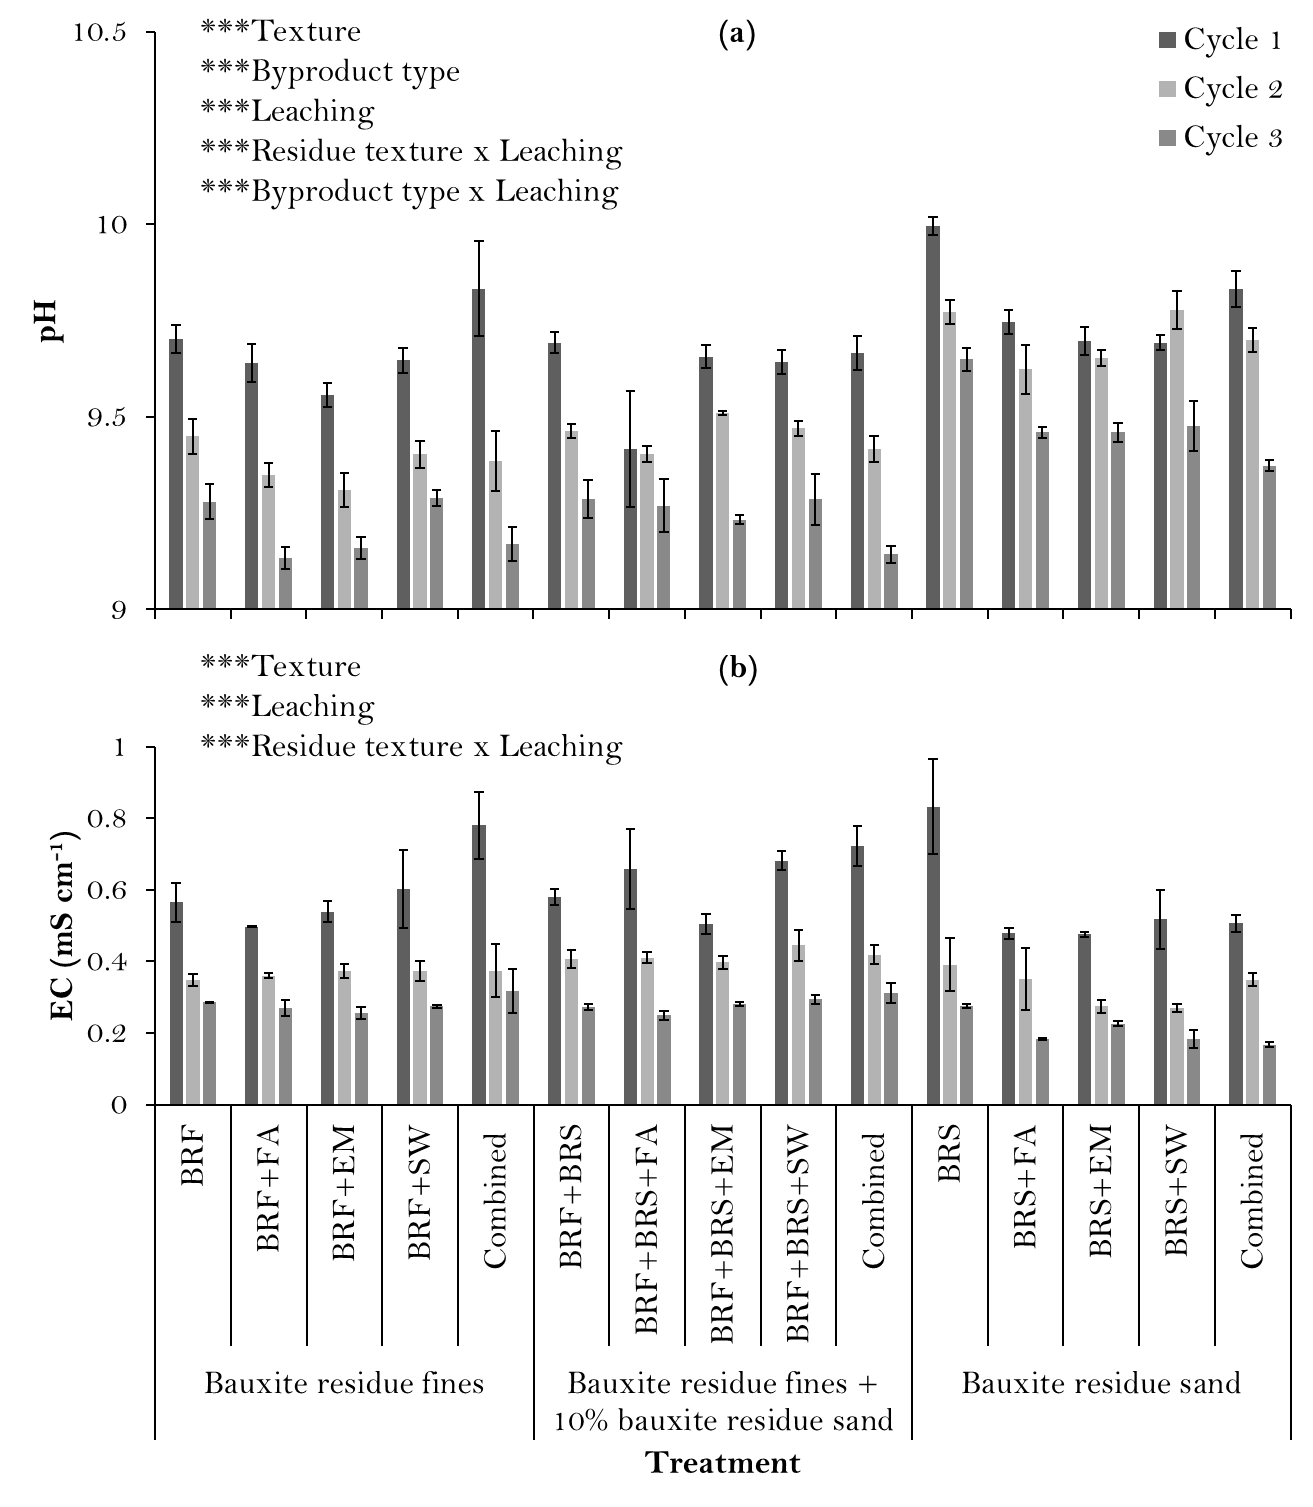 ***Texture
***Byproduct type
***Leaching
***Residue texture x Leaching
***Byproduct type x Leaching
(a)
Cycle 1
Cycle 2
Cycle 3
pH
10.5
10
9.5
9
***Texture
***Leaching
***Residue texture x Leaching
(b)
EC (mS cm⁻¹)
1
0.8
0.6
0.4
0.2
0
BRF
BRF+FA
BRF+EM
BRF+SW
Combined
BRF+BRS
BRF+BRS+FA
BRF+BRS+EM
BRF+BRS+SW
Combined
BRS
BRS+FA
BRS+EM
BRS+SW
Combined
Bauxite residue fines
Bauxite residue fines +
10% bauxite residue sand
Bauxite residue sand
Treatment